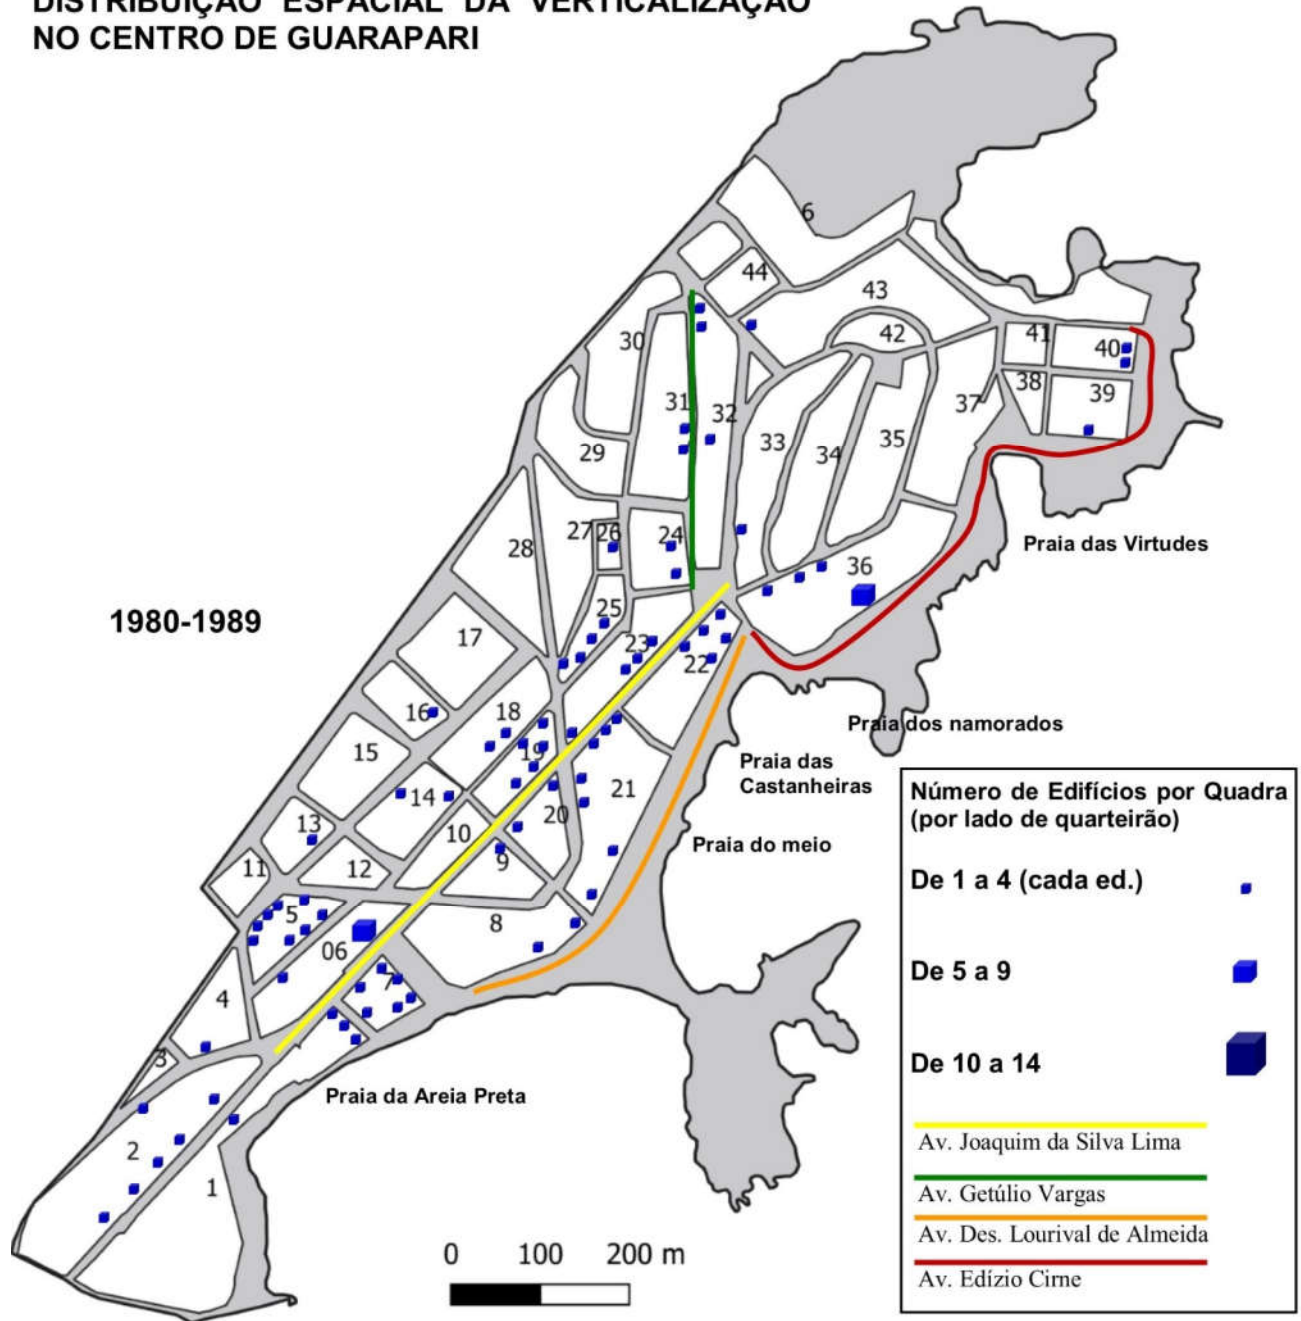 DISTRIBUIÇÃO ESPACIAL DA VERTICALIZAÇÃO
NO CENTRO DE GUARAPARI
6
44
43
30
42
41
40
31
32
37
38
39
33
35
29
34
27
26
24
28
36
Praia das Virtudes
25
1980-1989
17
23
22
16
18
Praia dos namorados
15
19
Praia das
Castanheiras
14
20
21
13
10
Praia do meio
9
11
12
5
8
06
7
4
3
Praia da Areia Preta
2
1
0 100 200 m
Número de Edifícios por Quadra
(por lado de quarteirão)
De 1 a 4 (cada ed.)
De 5 a 9
De 10 a 14
Av. Joaquim da Silva Lima
Av. Getúlio Vargas
Av. Des. Lourival de Almeida
Av. Edízio Cirne